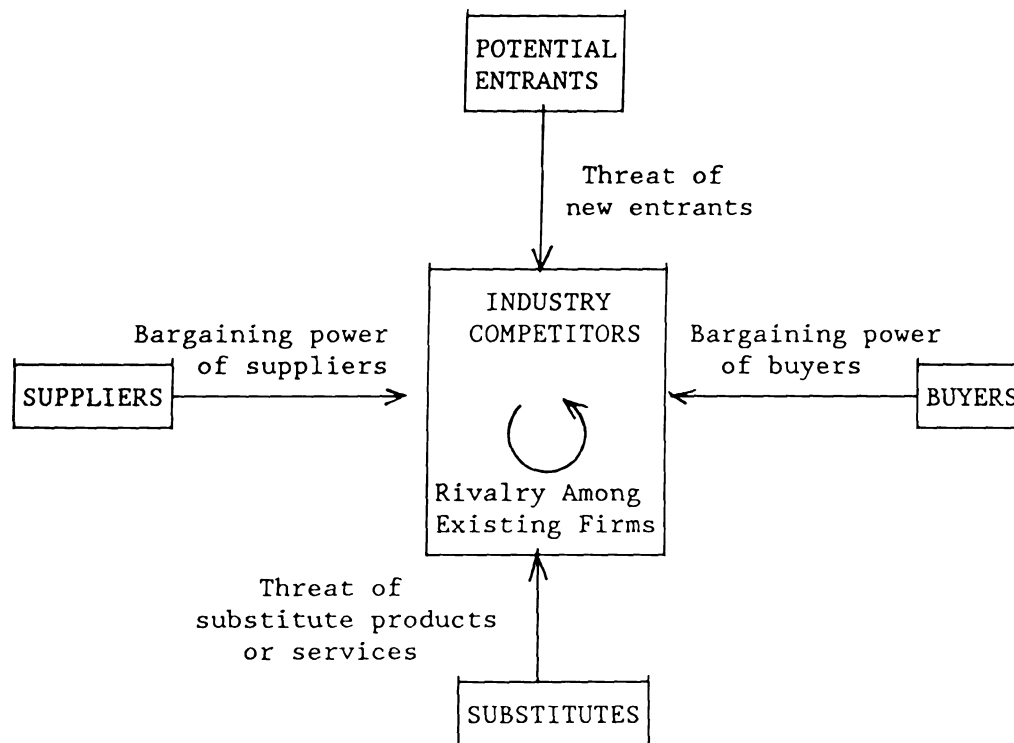 POTENTIAL
ENTRANTS
Threat of
new entrants
INDUSTRY
COMPETITORS
Bargaining power
of suppliers
Bargaining power
of buyers
SUPPLIERS
BUYERS
Rivalry Among
Existing Firms
Threat of
substitute products
or services
SUBSTITUTES